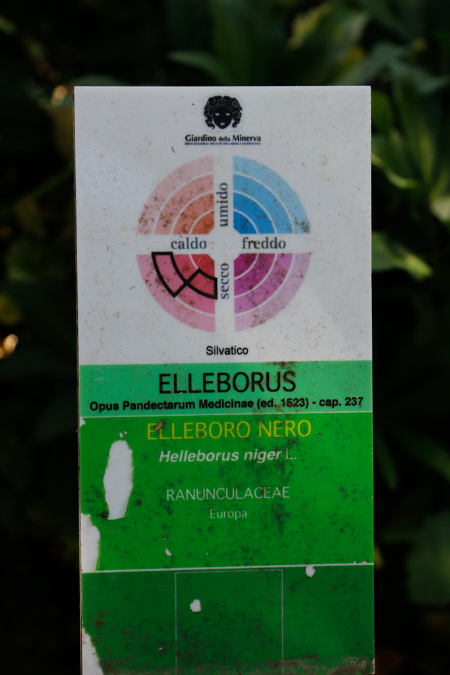 Giardino della Minerva
umido
caldo freddo
secco
Silvatico
ELLEBORUS
Opus Pandectarum Medicinae (ed. 1523) - cap. 237
ELLEBORO NERO
Helleborus niger L.
RANUNCULACEAE
Europa